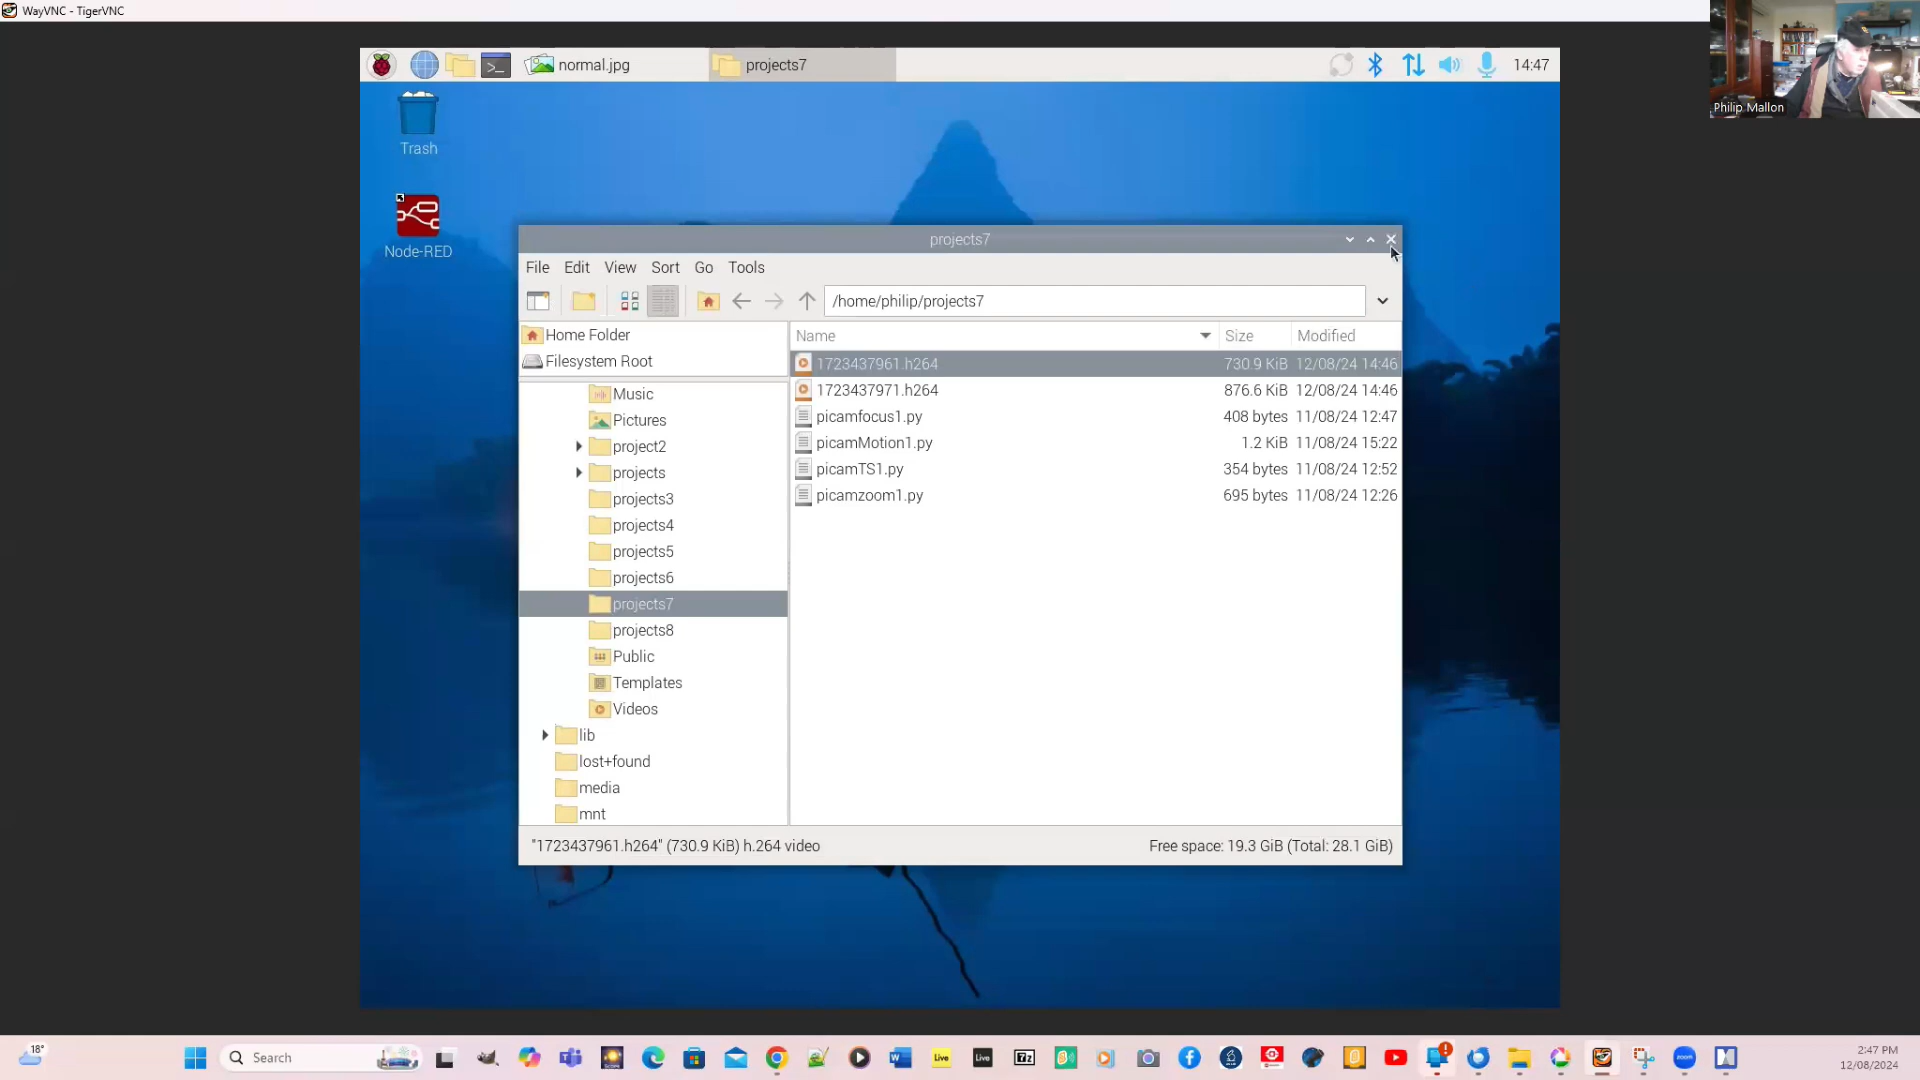 WayVNC - TigerVNC
normal.jpg
projects7
14:47
Philip Mallon
Trash
Node-RED
projects7
File Edit View Sort Go Tools
/home/philip/projects7
Home Folder
Filesystem Root
Music
Pictures
project2
projects
projects3
projects4
projects5
projects6
projects7
projects8
Public
Templates
Videos
lib
lost+found
media
mnt
Name Size Modified
1723437961.h264 730.9 KiB 12/08/24 14:46
1723437971.h264 876.6 KiB 12/08/24 14:46
picamfocus1.py 408 bytes 11/08/24 12:47
picamMotion1.py 1.2 KiB 11/08/24 15:22
picamTS1.py 354 bytes 11/08/24 12:52
picamzoom1.py 695 bytes 11/08/24 12:26
"1723437961.h264" (730.9 KiB) h.264 video
Free space: 19.3 GiB (Total: 28.1 GiB)
18°
Search
Live
Live
7z
zoom
2:47 PM
12/08/2024